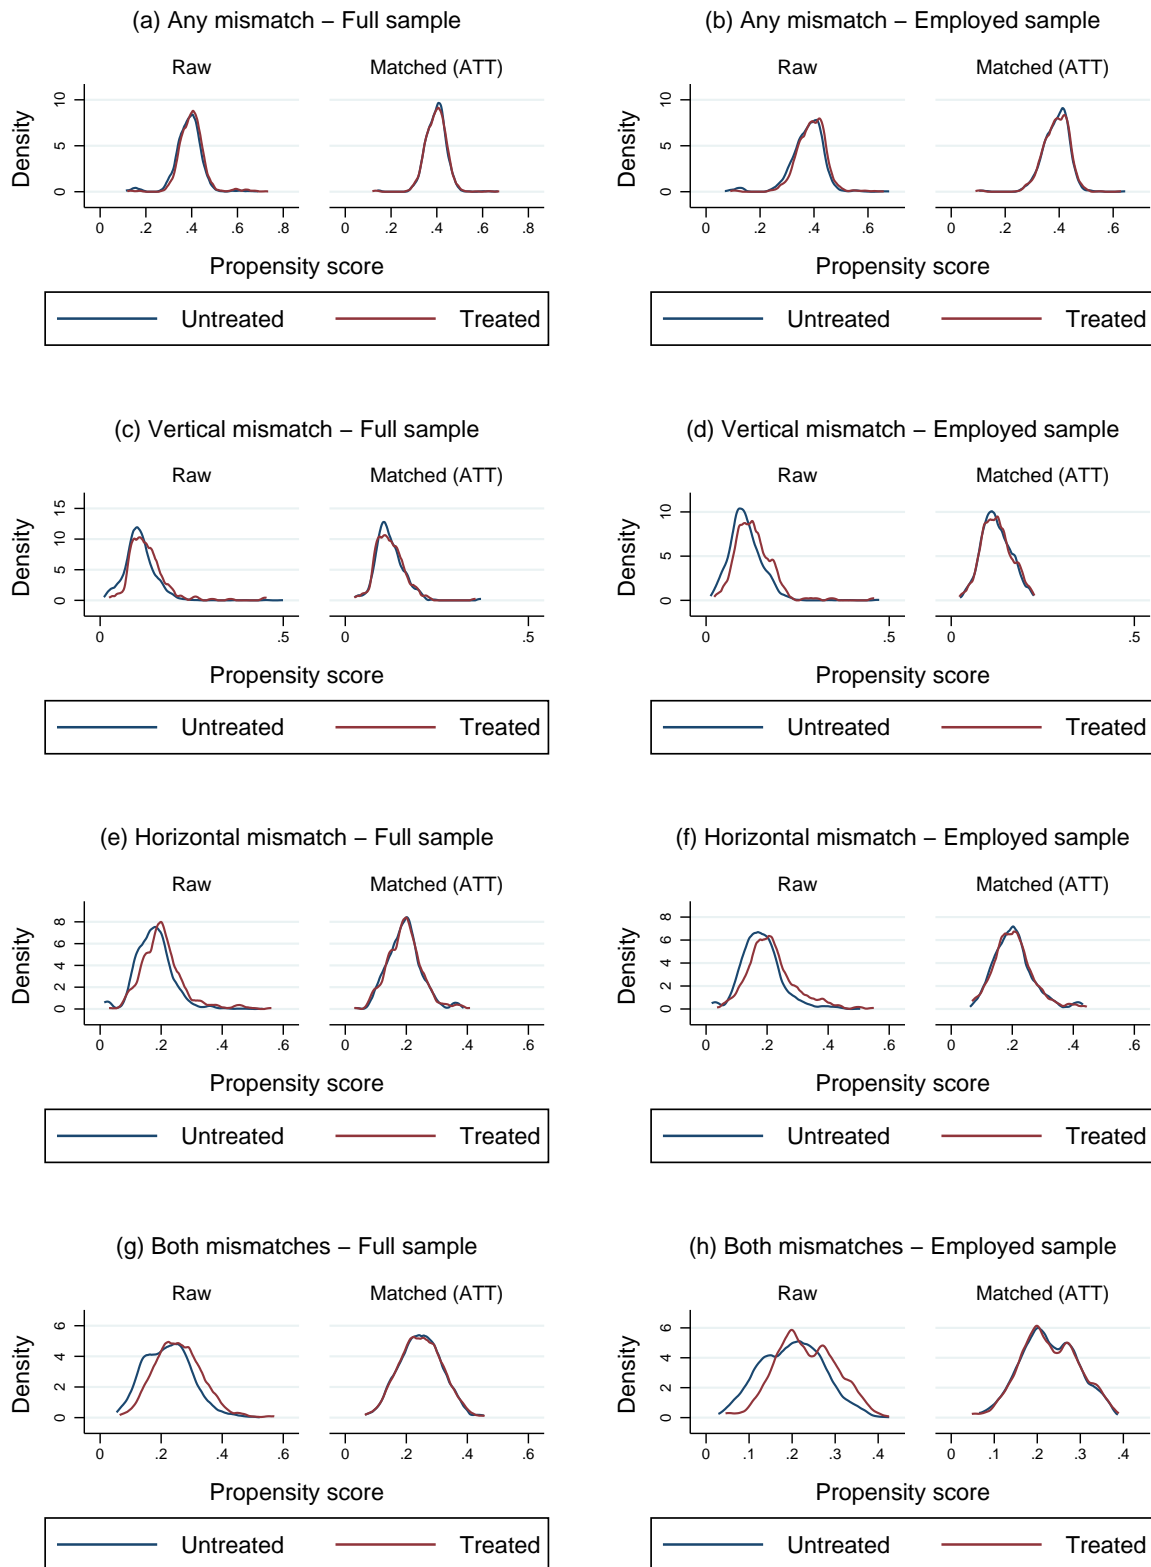 (a) Any mismatch – Full sample
Raw
Matched (ATT)
Density
0 5 10
0 .2 .4 .6 .8
0 .2 .4 .6 .8
Propensity score
Untreated Treated
(b) Any mismatch – Employed sample
Raw
Matched (ATT)
Density
0 5 10
0 .2 .4 .6
0 .2 .4 .6
Propensity score
Untreated Treated
(c) Vertical mismatch – Full sample
Raw
Matched (ATT)
Density
0 5 10 15
0 .5
0 .5
Propensity score
Untreated Treated
(d) Vertical mismatch – Employed sample
Raw
Matched (ATT)
Density
0 5 10
0 .5
0 .5
Propensity score
Untreated Treated
(e) Horizontal mismatch – Full sample
Raw
Matched (ATT)
Density
0 2 4 6 8
0 .2 .4 .6
0 .2 .4 .6
Propensity score
Untreated Treated
(f) Horizontal mismatch – Employed sample
Raw
Matched (ATT)
Density
0 2 4 6 8
0 .2 .4 .6
0 .2 .4 .6
Propensity score
Untreated Treated
(g) Both mismatches – Full sample
Raw
Matched (ATT)
Density
0 2 4 6
0 .2 .4 .6
0 .2 .4 .6
Propensity score
Untreated Treated
(h) Both mismatches – Employed sample
Raw
Matched (ATT)
Density
0 2 4 6
0 .1 .2 .3 .4
0 .1 .2 .3 .4
Propensity score
Untreated Treated